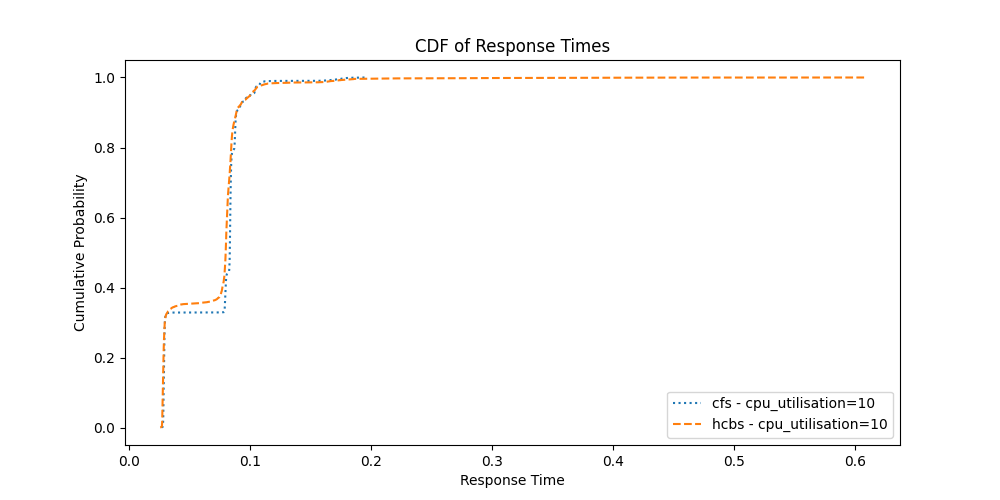 CDF of Response Times
1.0
0.8
0.6
0.4
0.2
0.0
Cumulative Probability
cfs - cpu_utilisation=10
hcbs - cpu_utilisation=10
0.0 0.1 0.2 0.3 0.4 0.5 0.6
Response Time